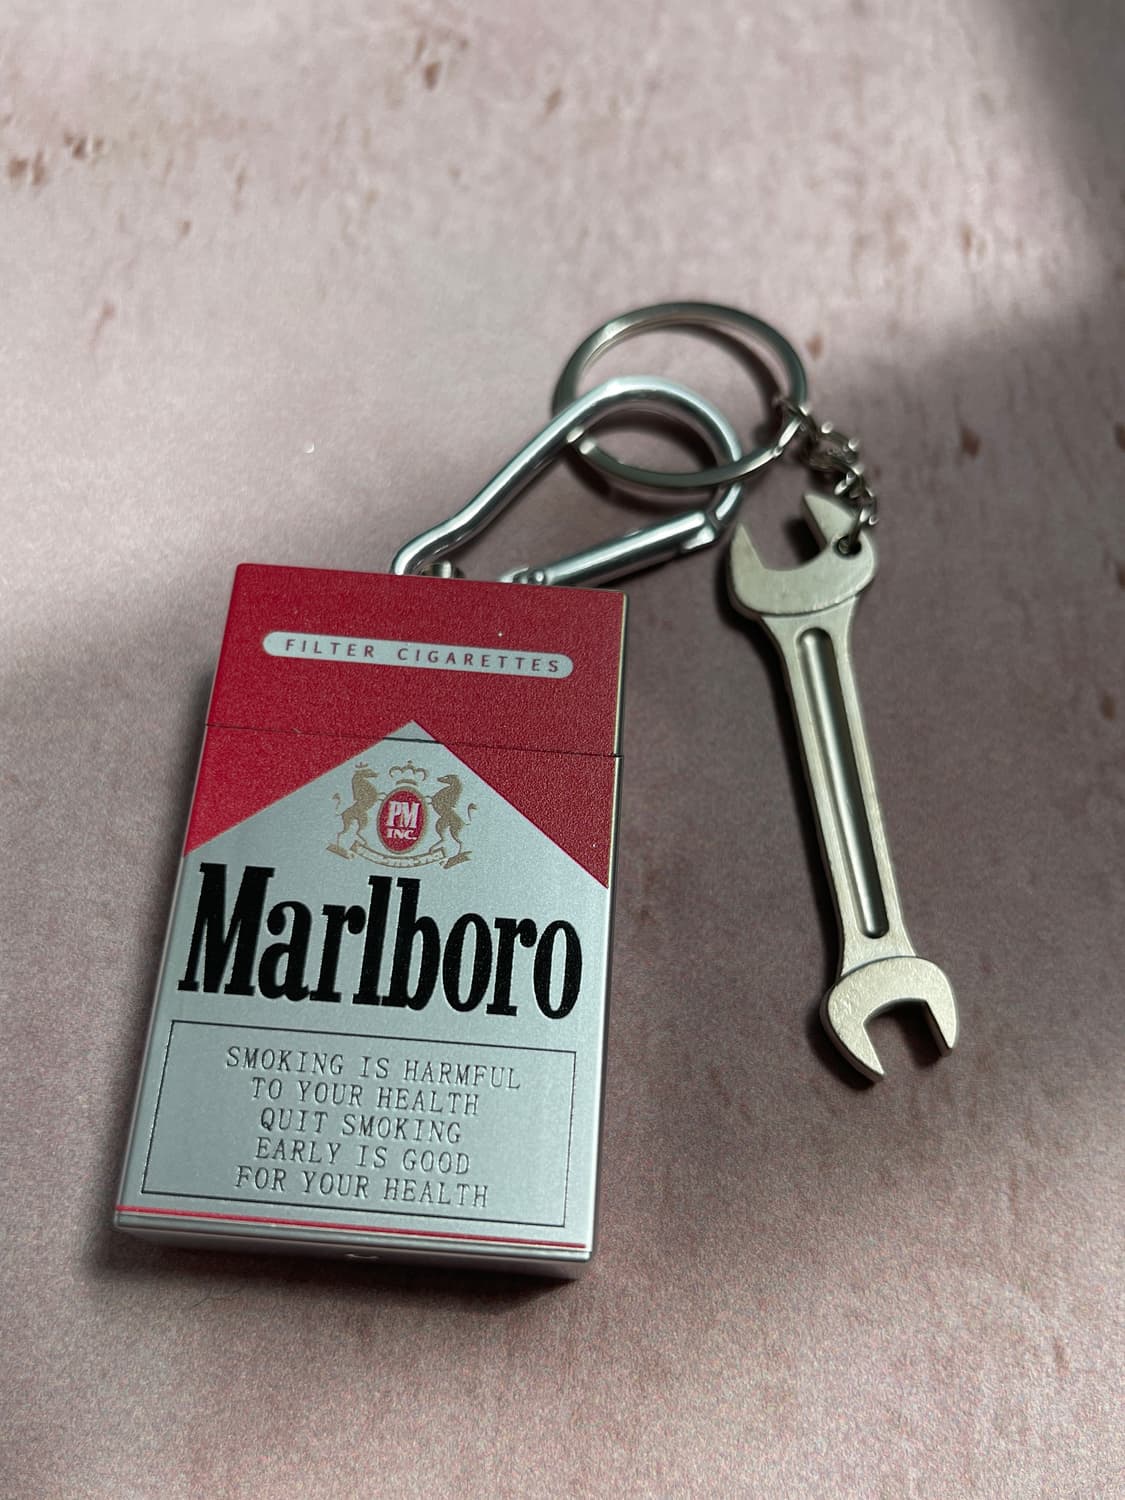 FILTER CIGARETTES
PM
INC.
Marlboro
SMOKING IS HARMFUL
TO YOUR HEALTH
QUIT SMOKING
EARLY IS GOOD
FOR YOUR HEALTH